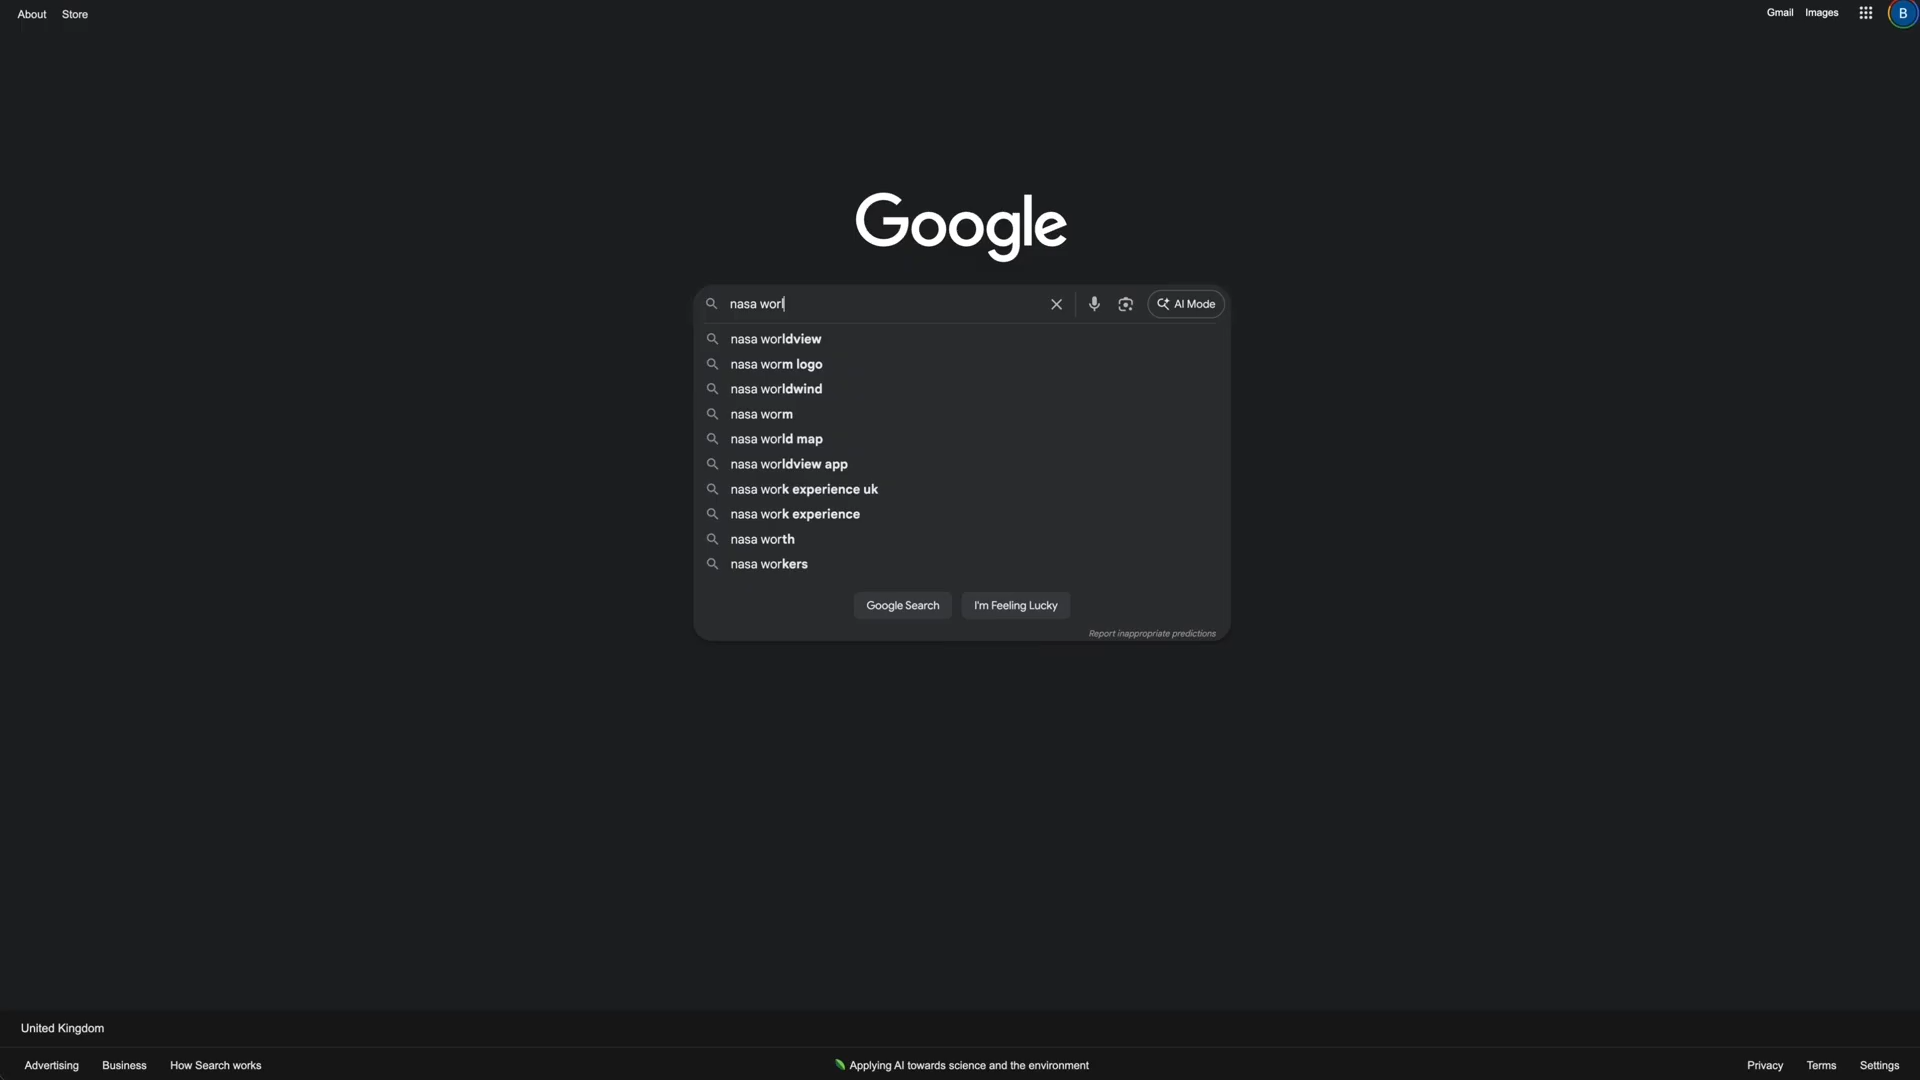 About Store
Gmail Images
B
Google
nasa worl
AI Mode
nasa worldview
nasa worm logo
nasa worldwind
nasa worm
nasa world map
nasa worldview app
nasa work experience uk
nasa work experience
nasa worth
nasa workers
Google Search I'm Feeling Lucky
Report inappropriate predictions
United Kingdom
Advertising Business How Search works
Applying AI towards science and the environment
Privacy Terms Settings